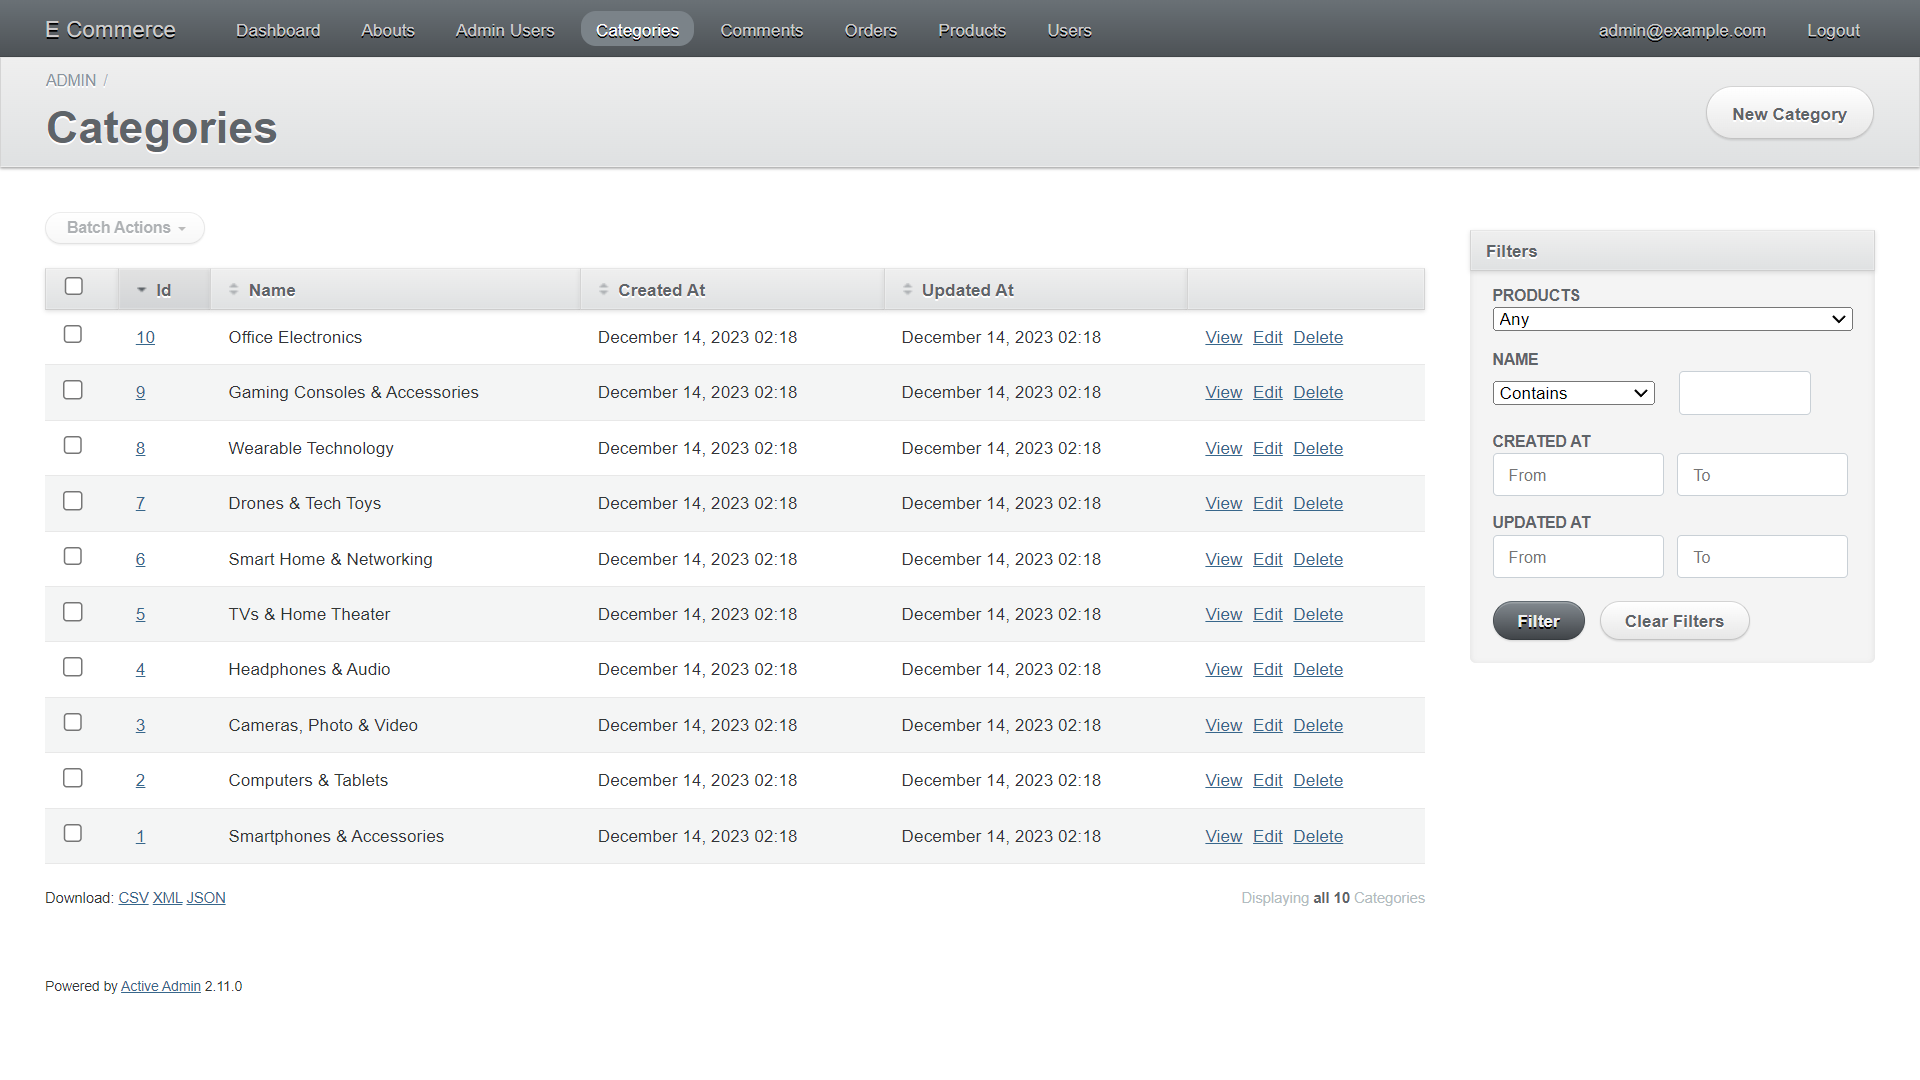 E Commerce Dashboard Abouts Admin Users Categories Comments Orders Products Users admin@example.com Logout
ADMIN /
Categories
New Category
Batch Actions
Id Name Created At Updated At
10 Office Electronics December 14, 2023 02:18 December 14, 2023 02:18 View Edit Delete
9 Gaming Consoles & Accessories December 14, 2023 02:18 December 14, 2023 02:18 View Edit Delete
8 Wearable Technology December 14, 2023 02:18 December 14, 2023 02:18 View Edit Delete
7 Drones & Tech Toys December 14, 2023 02:18 December 14, 2023 02:18 View Edit Delete
6 Smart Home & Networking December 14, 2023 02:18 December 14, 2023 02:18 View Edit Delete
5 TVs & Home Theater December 14, 2023 02:18 December 14, 2023 02:18 View Edit Delete
4 Headphones & Audio December 14, 2023 02:18 December 14, 2023 02:18 View Edit Delete
3 Cameras, Photo & Video December 14, 2023 02:18 December 14, 2023 02:18 View Edit Delete
2 Computers & Tablets December 14, 2023 02:18 December 14, 2023 02:18 View Edit Delete
1 Smartphones & Accessories December 14, 2023 02:18 December 14, 2023 02:18 View Edit Delete
Download: CSV XML JSON
Displaying all 10 Categories
Filters
PRODUCTS
Any
NAME
Contains
CREATED AT
From To
UPDATED AT
From To
Filter Clear Filters
Powered by Active Admin 2.11.0